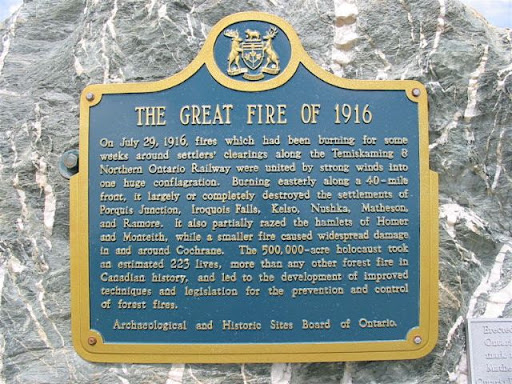 THE GREAT FIRE OF 1916
On July 29, 1916, fires which had been burning for some
weeks around settlers' clearings along the Temiskaming &
Northern Ontario Railway were united by strong winds into
one huge conflagration. Burning easterly along a 40-mile
front, it largely or completely destroyed the settlements of
Porquis Junction, Iroquois Falls, Kelso, Nushka, Matheson,
and Ramore. It also partially razed the hamlets of Homer
and Monteith, while a smaller fire caused widespread damage
in and around Cochrane. The 500,000-acre holocaust took
an estimated 223 lives, more than any other forest fire in
Canadian history, and led to the development of improved
techniques and legislation for the prevention and control
of forest fires.
Archaeological and Historic Sites Board of Ontario.
Erected